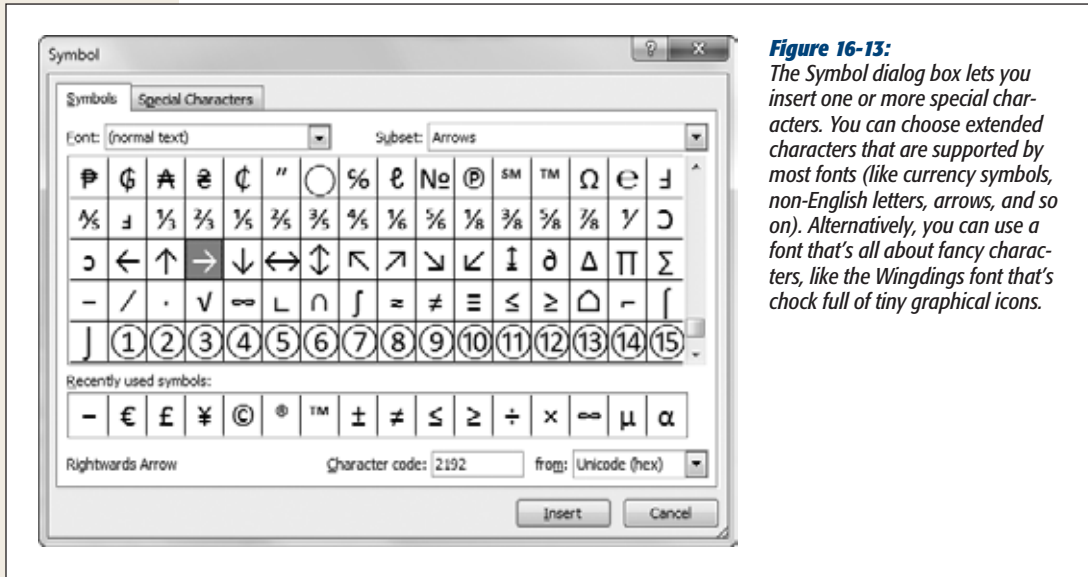 Symbol
Symbols Special Characters
Font: (normal text) Subset: Arrows
₱ ₲ ₳ ₴ ₵ ″ ◯ ℅ ℓ № ℗ ℠ ™ Ω ℮ Ⅎ
⅍ ⅎ ⅓ ⅔ ⅕ ⅖ ⅗ ⅘ ⅙ ⅚ ⅛ ⅜ ⅝ ⅞ ⅟ Ↄ
ↄ ← ↑ → ↓ ↔ ↕ ↖ ↗ ↘ ↙ ↨ ∂ ∆ ∏ ∑
− ∕ ∙ √ ∞ ∟ ∩ ∫ ≈ ≠ ≡ ≤ ≥ ⌂ ⌐ ⌠
⌡ ① ② ③ ④ ⑤ ⑥ ⑦ ⑧ ⑨ ⑩ ⑪ ⑫ ⑬ ⑭ ⑮
Recently used symbols:
− € £ ¥ © ® ™ ± ≠ ≤ ≥ ÷ × ∞ µ α
Rightwards Arrow Character code: 2192 from: Unicode (hex)
Insert Cancel
Figure 16-13:
The Symbol dialog box lets you
insert one or more special char-
acters. You can choose extended
characters that are supported by
most fonts (like currency symbols,
non-English letters, arrows, and so
on). Alternatively, you can use a
font that's all about fancy charac-
ters, like the Wingdings font that's
chock full of tiny graphical icons.